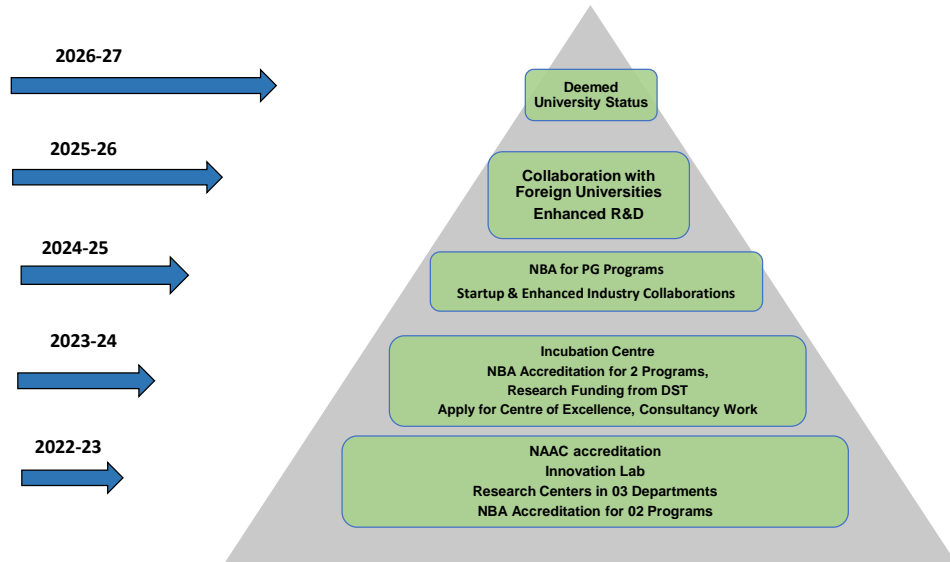 2026-27
Deemed
University Status
2025-26
Collaboration with
Foreign Universities
Enhanced R&D
2024-25
NBA for PG Programs
Startup & Enhanced Industry Collaborations
2023-24
Incubation Centre
NBA Accreditation for 2 Programs,
Research Funding from DST
Apply for Centre of Excellence, Consultancy Work
2022-23
NAAC accreditation
Innovation Lab
Research Centers in 03 Departments
NBA Accreditation for 02 Programs